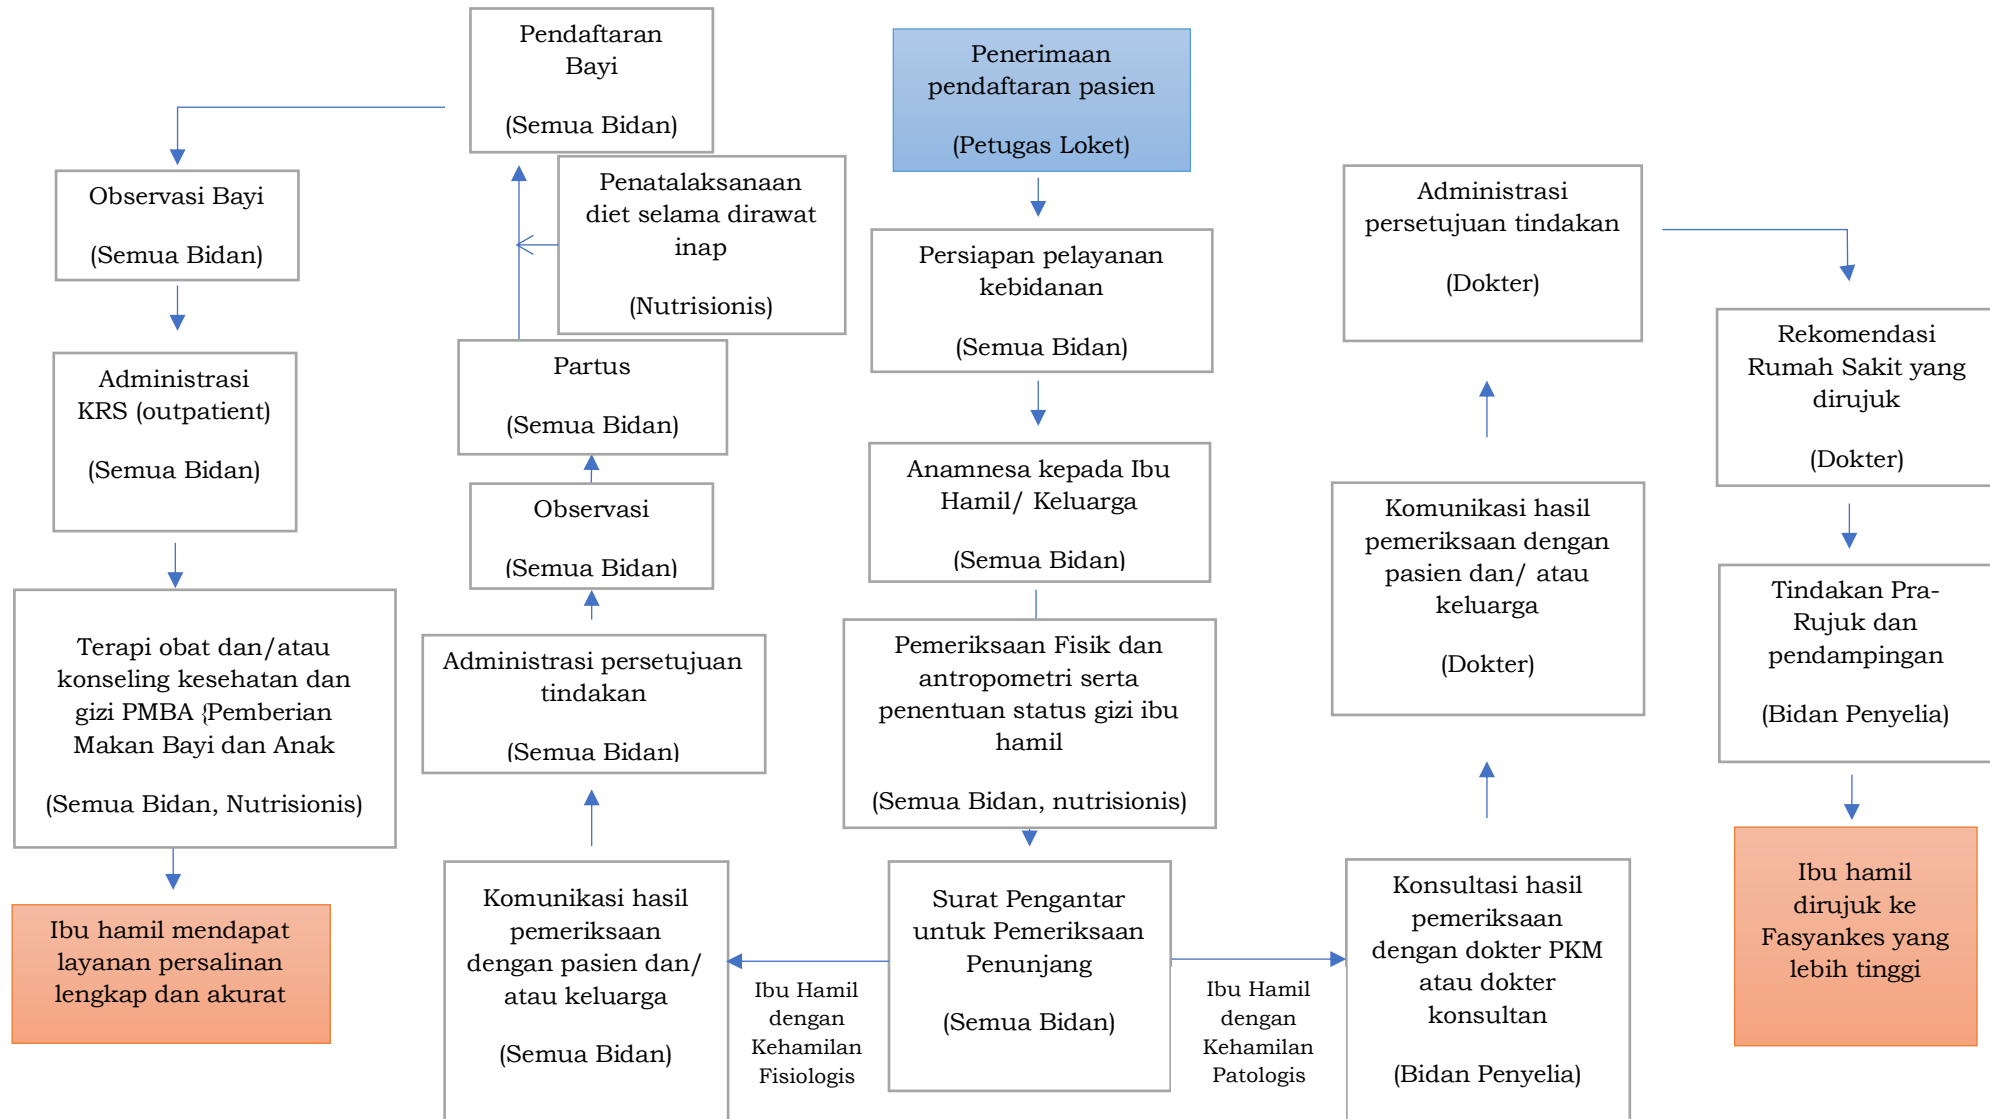 Penerimaan
pendaftaran pasien
(Petugas Loket)
Persiapan pelayanan
kebidanan
(Semua Bidan)
Anamnesa kepada Ibu
Hamil/ Keluarga
(Semua Bidan)
Pemeriksaan Fisik dan
antropometri serta
penentuan status gizi ibu
hamil
(Semua Bidan, nutrisionis)
Surat Pengantar
untuk Pemeriksaan
Penunjang
(Semua Bidan)
Ibu Hamil
dengan
Kehamilan
Fisiologis
Komunikasi hasil
pemeriksaan
dengan pasien dan/
atau keluarga
(Semua Bidan)
Administrasi persetujuan
tindakan
(Semua Bidan)
Observasi
(Semua Bidan)
Partus
(Semua Bidan)
Penatalaksanaan
diet selama dirawat
inap
(Nutrisionis)
Pendaftaran
Bayi
(Semua Bidan)
Observasi Bayi
(Semua Bidan)
Administrasi
KRS (outpatient)
(Semua Bidan)
Terapi obat dan/atau
konseling kesehatan dan
gizi PMBA {Pemberian
Makan Bayi dan Anak
(Semua Bidan, Nutrisionis)
Ibu hamil mendapat
layanan persalinan
lengkap dan akurat
Ibu Hamil
dengan
Kehamilan
Patologis
Konsultasi hasil
pemeriksaan
dengan dokter PKM
atau dokter
konsultan
(Bidan Penyelia)
Komunikasi hasil
pemeriksaan dengan
pasien dan/ atau
keluarga
(Dokter)
Administrasi
persetujuan tindakan
(Dokter)
Rekomendasi
Rumah Sakit yang
dirujuk
(Dokter)
Tindakan Pra-
Rujuk dan
pendampingan
(Bidan Penyelia)
Ibu hamil
dirujuk ke
Fasyankes yang
lebih tinggi